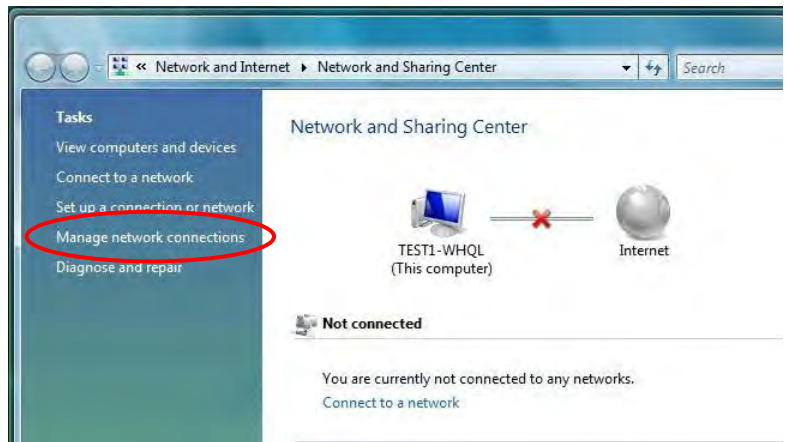 « Network and Internet ▸ Network and Sharing Center
Search
Tasks
View computers and devices
Connect to a network
Set up a connection or network
Manage network connections
Diagnose and repair
Network and Sharing Center
TEST1-WHQL
(This computer)
Internet
Not connected
You are currently not connected to any networks.
Connect to a network